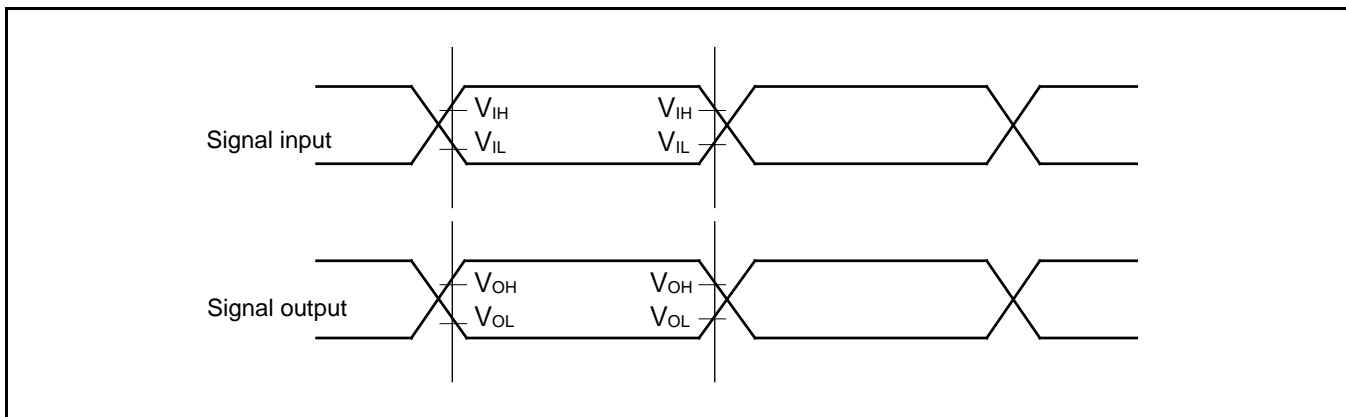 Signal input
VIH
VIL
VIH
VIL
Signal output
VOH
VOL
VOH
VOL